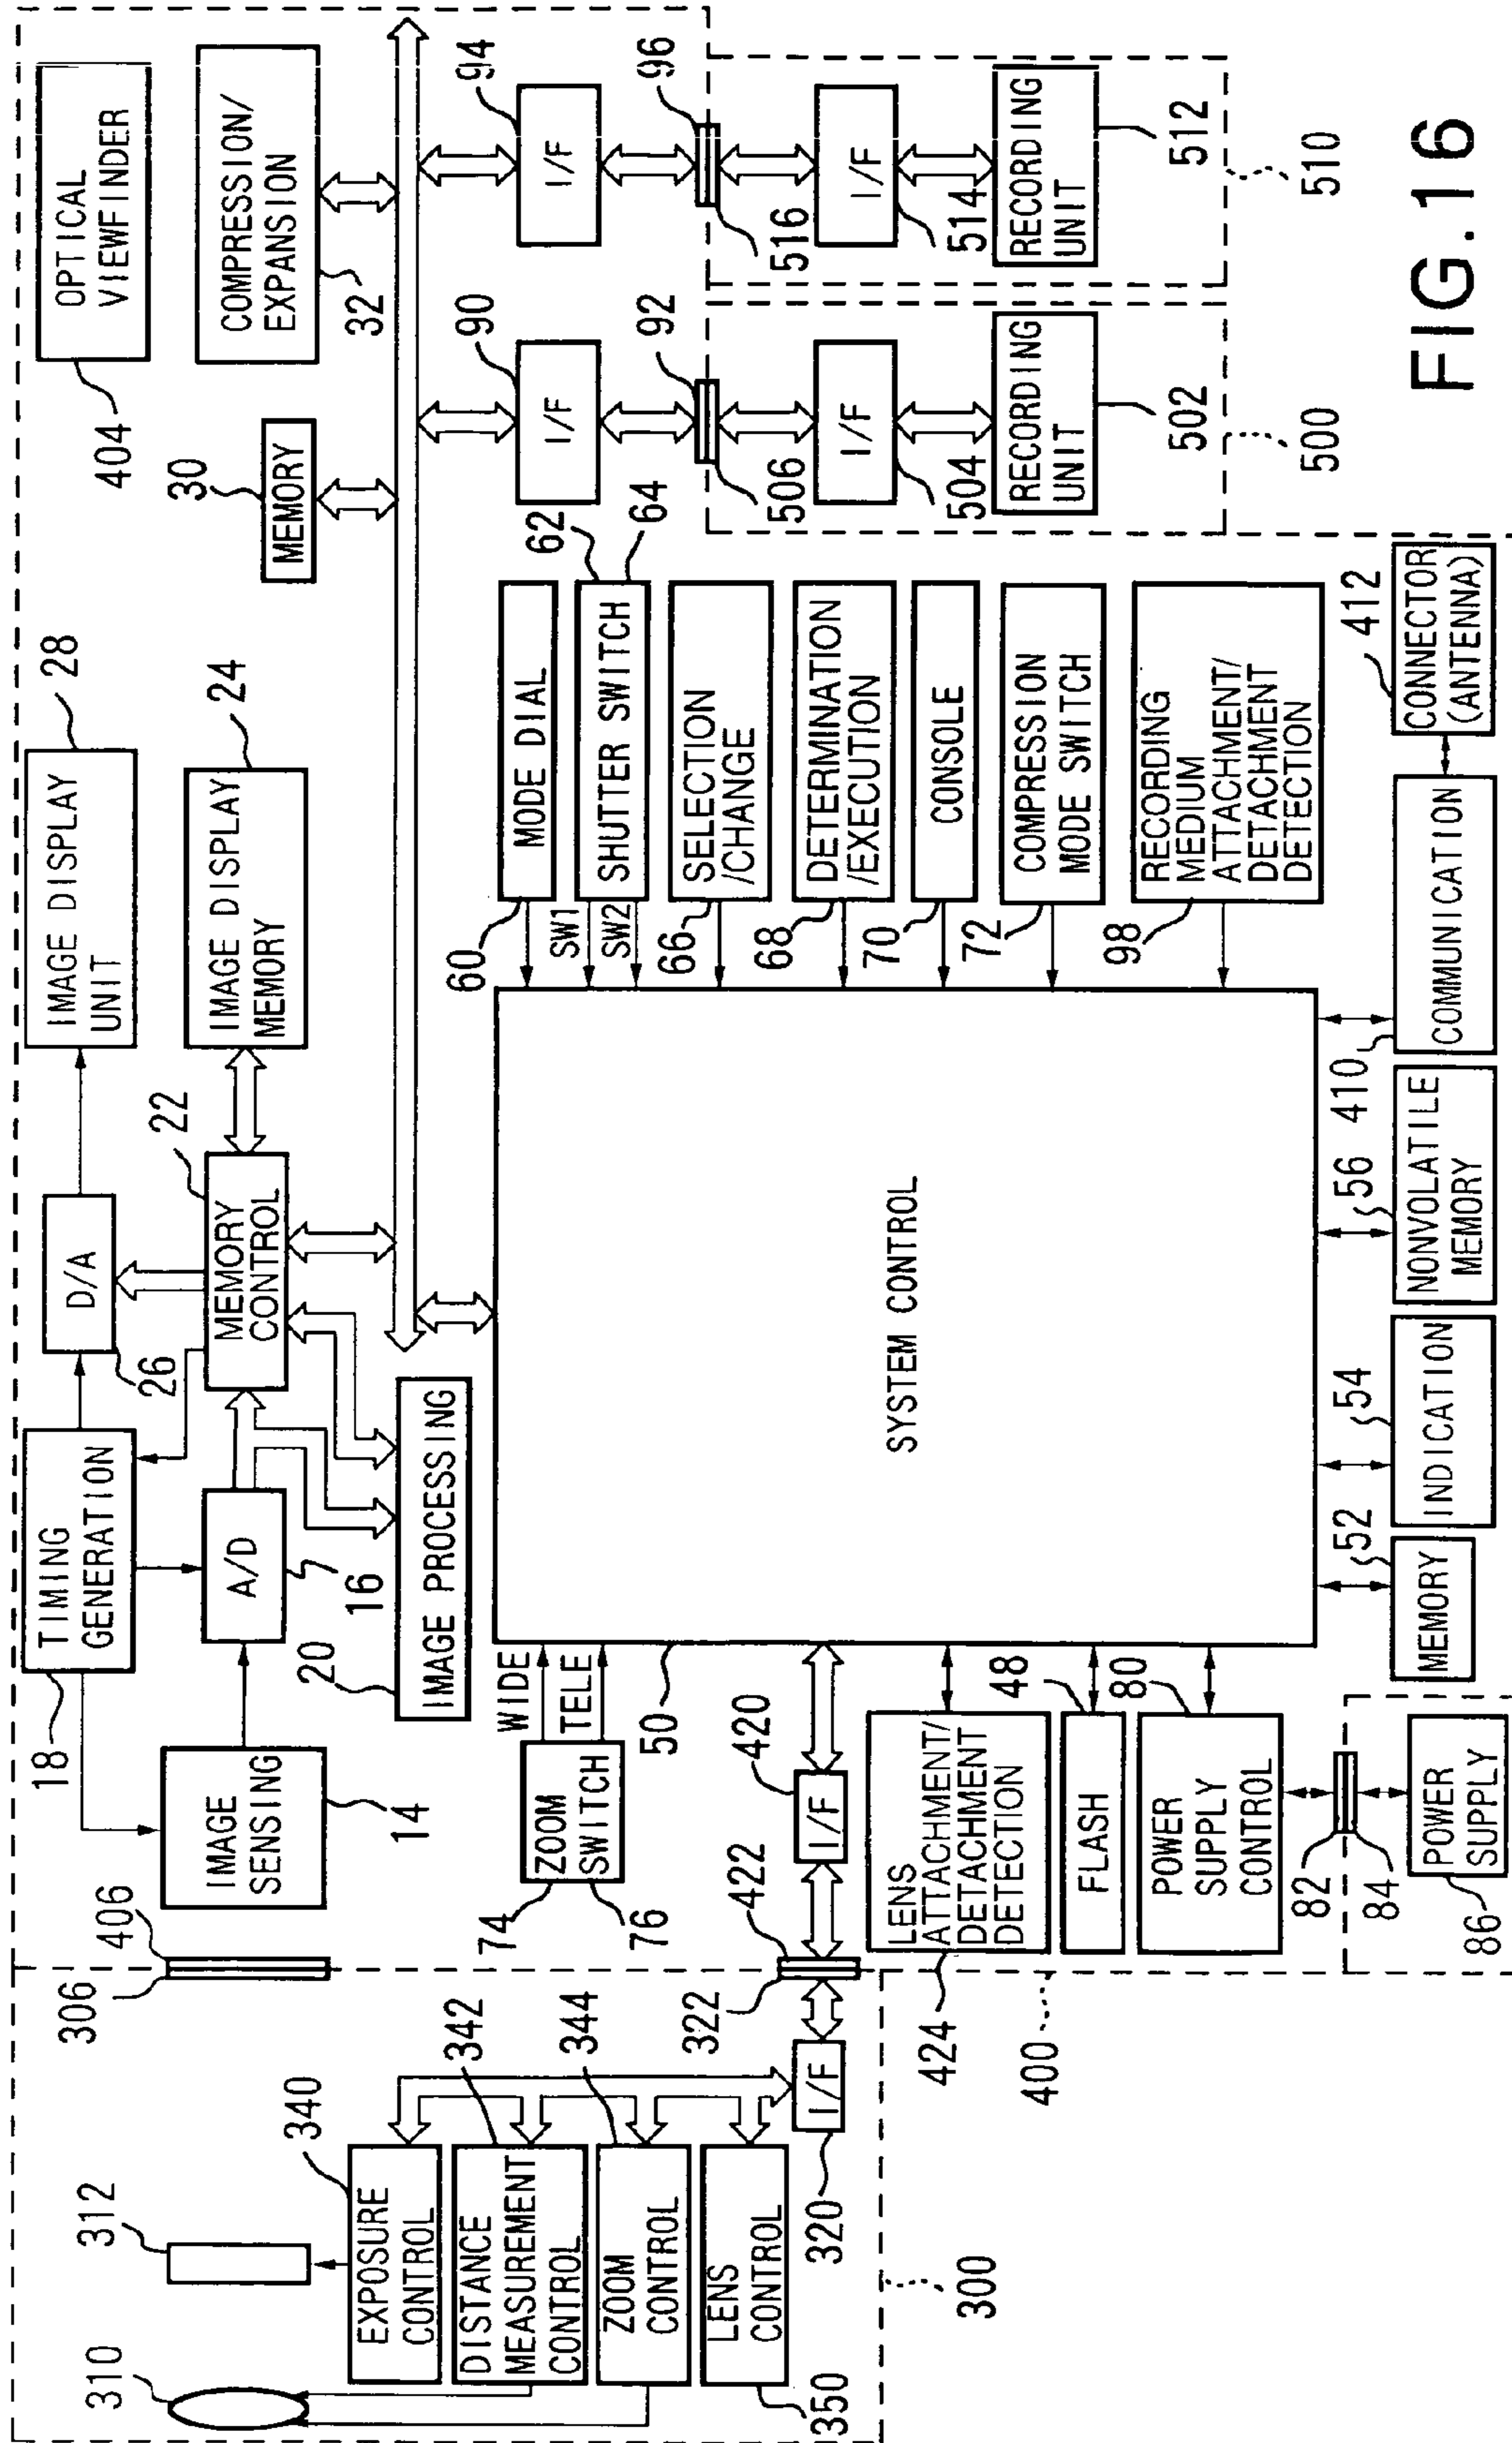 310
312
340
EXPOSURE
CONTROL
342
DISTANCE
MEASUREMENT
CONTROL
344
ZOOM
CONTROL
LENS
CONTROL
350
I/F
320
300
306
406
322
422
I/F
420
400
18
TIMING
GENERATION
IMAGE
SENSING
14
A/D
16
D/A
26
MEMORY
CONTROL
22
IMAGE DISPLAY
UNIT
28
IMAGE DISPLAY
MEMORY
24
20
IMAGE PROCESSING
30
MEMORY
OPTICAL
VIEWFINDER
404
COMPRESSION/
EXPANSION
32
WIDE
TELE
ZOOM
SWITCH
74
76
50
SYSTEM CONTROL
LENS
ATTACHMENT/
DETACHMENT
DETECTION
424
FLASH
48
POWER
SUPPLY
CONTROL
80
82
84
POWER
SUPPLY
86
60
MODE DIAL
SW1
SW2
SHUTTER SWITCH
62
64
66
SELECTION
/CHANGE
68
DETERMINATION
/EXECUTION
70
CONSOLE
72
COMPRESSION
MODE SWITCH
98
RECORDING
MEDIUM
ATTACHMENT/
DETACHMENT
DETECTION
MEMORY
52
INDICATION
54
NONVOLATILE
MEMORY
56
COMMUNICATION
410
CONNECTOR
(ANTENNA)
412
I/F
90
92
506
I/F
504
RECORDING
UNIT
502
500
I/F
94
96
516
I/F
514
RECORDING
UNIT
512
510
FIG.16